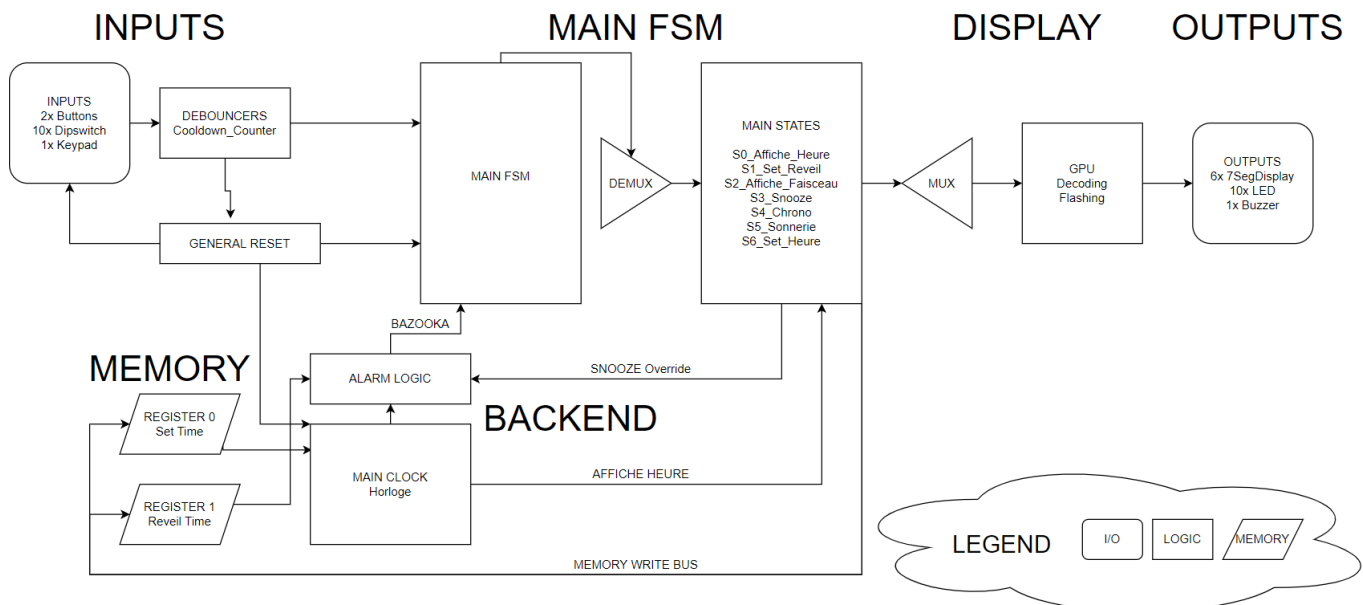 INPUTS
MAIN FSM
DISPLAY
OUTPUTS
INPUTS
2x Buttons
10x Dipswitch
1x Keypad
DEBOUNCERS
Cooldown_Counter
GENERAL RESET
MAIN FSM
DEMUX
MAIN STATES
S0_Affiche_Heure
S1_Set_Reveil
S2_Affiche_Faisceau
S3_Snooze
S4_Chrono
S5_Sonnerie
S6_Set_Heure
MUX
GPU
Decoding
Flashing
OUTPUTS
6x 7SegDisplay
10x LED
1x Buzzer
BAZOOKA
MEMORY
ALARM LOGIC
SNOOZE Override
BACKEND
REGISTER 0
Set Time
MAIN CLOCK
Horloge
AFFICHE HEURE
REGISTER 1
Reveil Time
MEMORY WRITE BUS
LEGEND
I/O
LOGIC
MEMORY